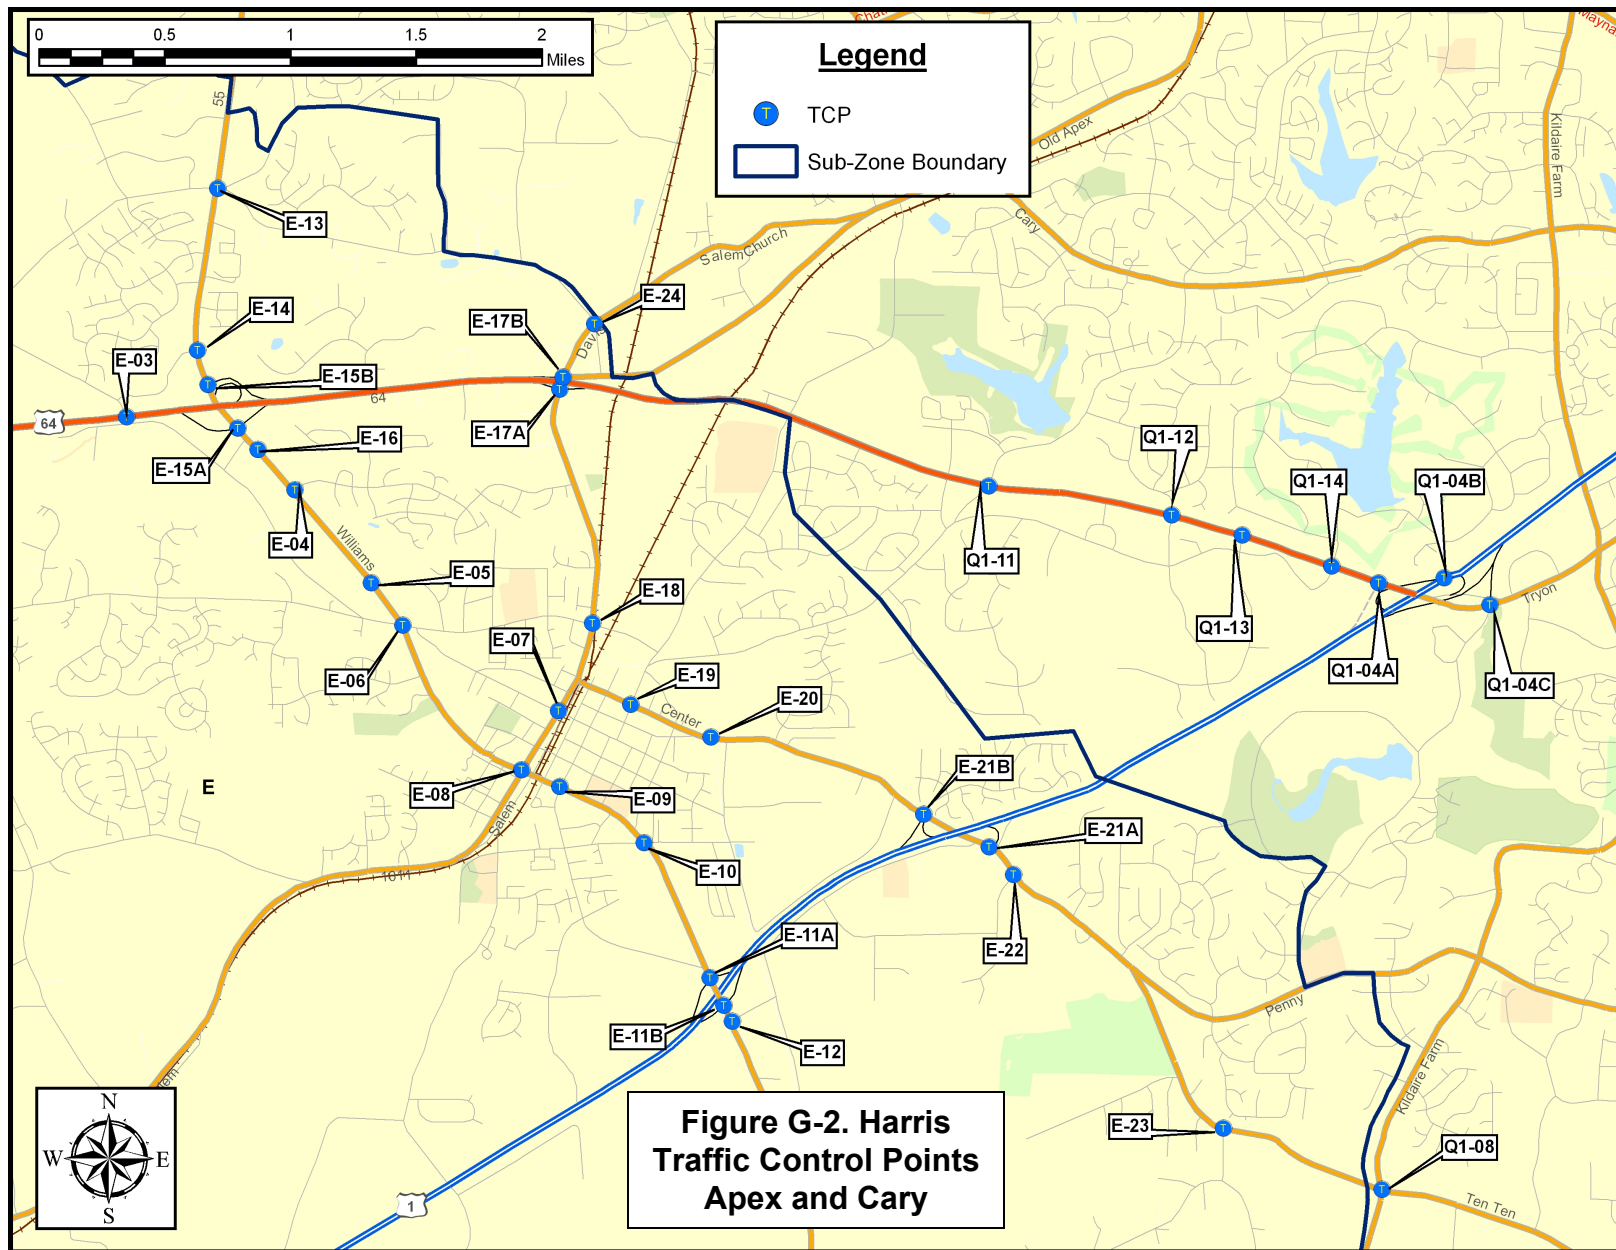 0 0.5 1 1.5 2
Miles
Legend
TCP
Sub-Zone Boundary
Maynar
Kildaire Farm
Old Apex
Cary
Salem Church
55
E-13
E-14
E-03
E-15B
E-24
E-17B
Davis
64
64
E-17A
E-16
E-15A
E-04
Williams
E-05
E-06
E-18
E-07
E-19
E-20
Center
Q1-12
Q1-14
Q1-04B
Q1-11
Q1-13
Q1-04A
Q1-04C
Tryon
E
E-08
E-09
Salem
E-10
1011
E-21B
E-21A
E-22
E-11A
E-11B
E-12
Penny
Kildaire Farm
E-23
Q1-08
Ten Ten
1
N
W E
S
Figure G-2. Harris
Traffic Control Points
Apex and Cary